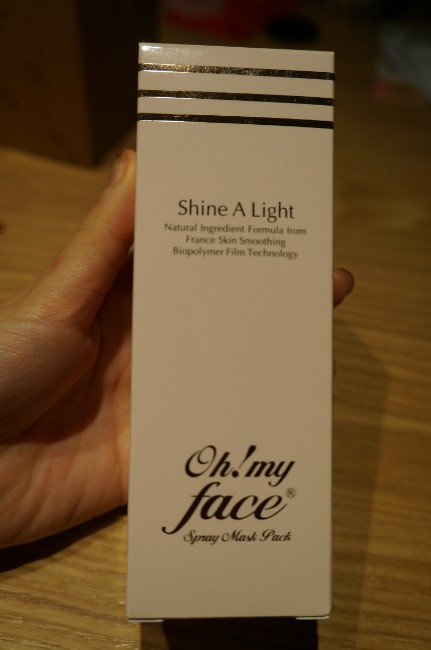 Shine A Light
Natural Ingredient Formula from
France Skin Smoothing
Biopolymer Film Technology
Oh!my
face®
Spray Mask Pack